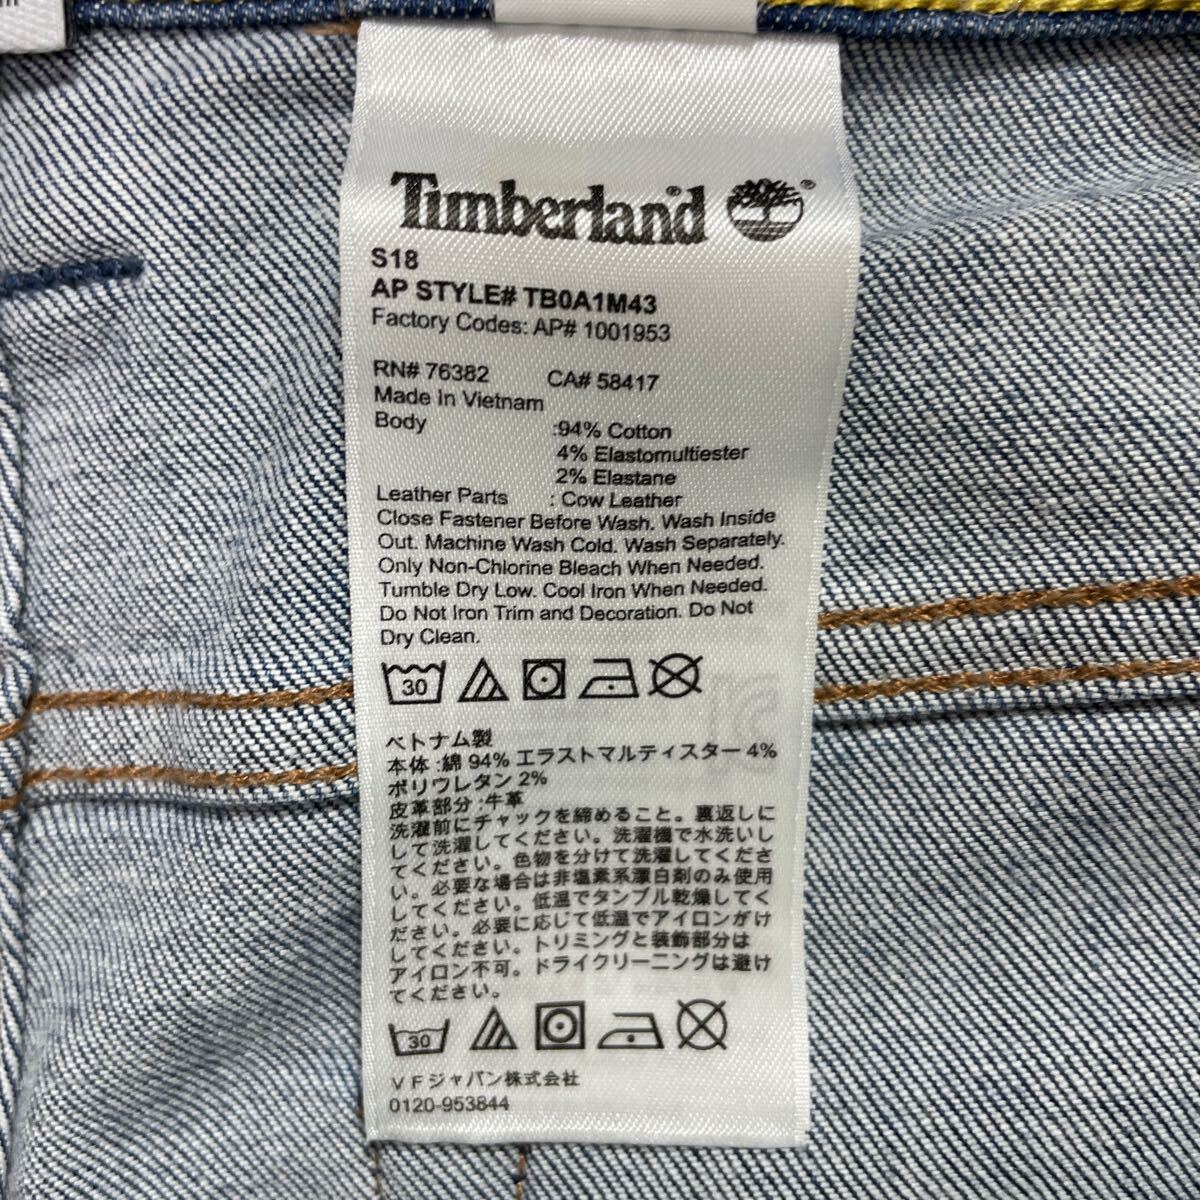 Timberland®
S18
AP STYLE# TB0A1M43
Factory Codes: AP# 1001953
RN# 76382 CA# 58417
Made In Vietnam
Body :94% Cotton
4% Elastomultiester
2% Elastane
Leather Parts : Cow Leather
Close Fastener Before Wash. Wash Inside
Out. Machine Wash Cold. Wash Separately.
Only Non-Chlorine Bleach When Needed.
Tumble Dry Low. Cool Iron When Needed.
Do Not Iron Trim and Decoration. Do Not
Dry Clean.
30
ベトナム製
本体 :綿 94% エラストマルティスター 4%
ポリウレタン 2%
皮革部分 :牛革
洗濯前にチャックを締めること。裏返しに
して洗濯してください。洗濯機で水洗いし
てください。色物を分けて洗濯してくださ
い。必要な場合は非塩素系漂白剤のみ使用
してください。低温でタンブル乾燥してく
ださい。必要に応じて低温でアイロンがけ
してください。トリミングと装飾部分は
アイロン不可。ドライクリーニングは避け
てください。
30
VFジャパン株式会社
0120-953844